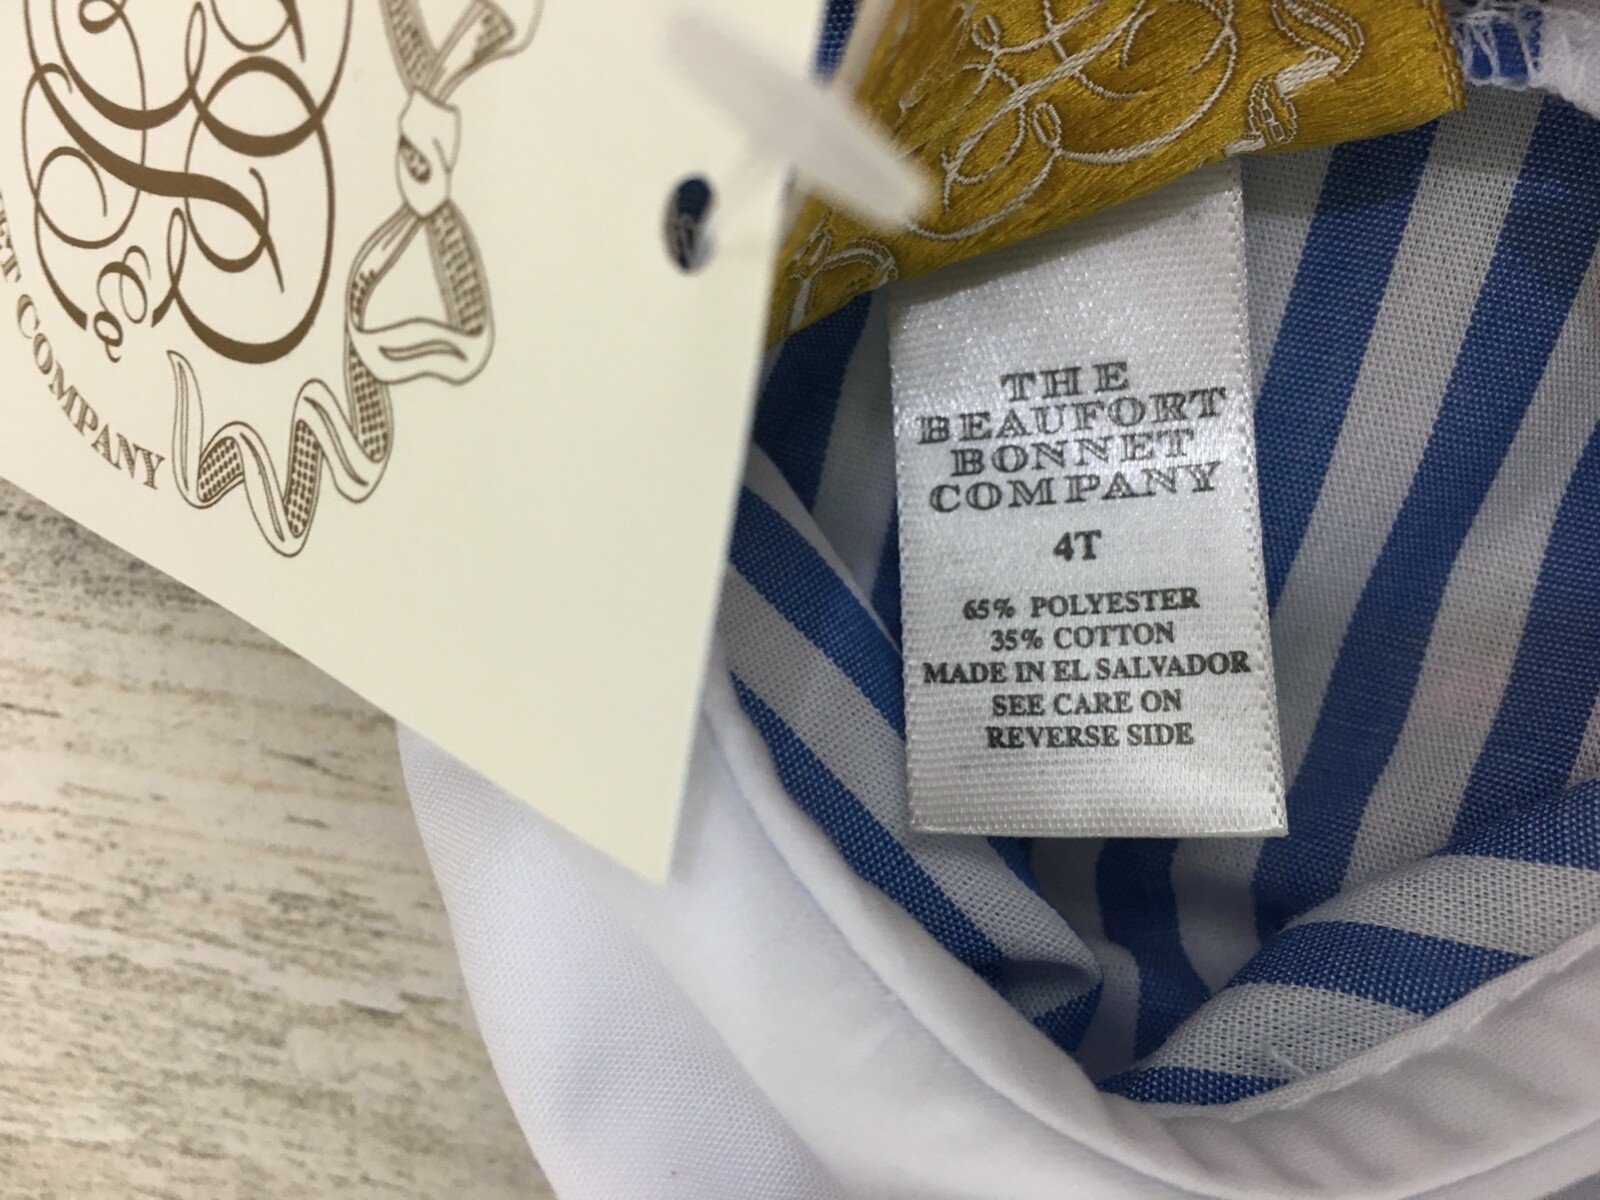 COMPANY
THE
BEAUFORT
BONNET
COMPANY
4T
65% POLYESTER
35% COTTON
MADE IN EL SALVADOR
SEE CARE ON
REVERSE SIDE